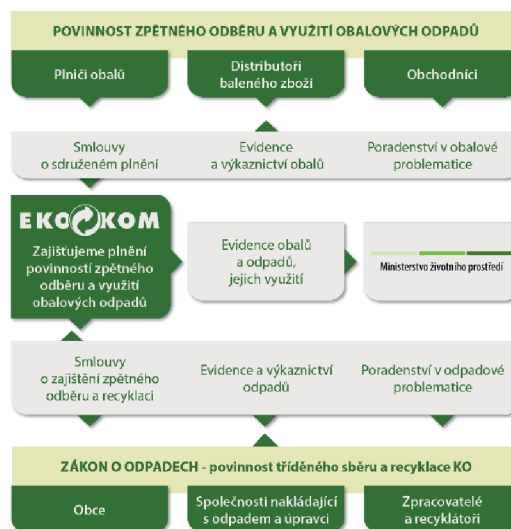 POVINNOST ZPĚTNÉHO ODBĚRU A VYUŽITÍ OBALOVÝCH ODPADŮ
Plniči obalů
Distributoři
baleného zboží
Obchodníci
Smlouvy
o sdruženém plnění
Evidence
a výkaznictví obalů
Poradenství v obalové
problematice
EKO KOM
Zajišťujeme plnění
povinností zpětného
odběru a využití
obalových odpadů
Evidence obalů
a odpadů,
jejich využití
Ministerstvo životního prostředí
Smlouvy
o zajištění zpětného
odběru a recyklaci
Evidence a výkaznictví
odpadů
Poradenství v odpadové
problematice
ZÁKON O ODPADECH - povinnost tříděného sběru a recyklace KO
Obce
Společnosti nakládající
s odpadem a úpravci
Zpracovatelé
a recyklátoři